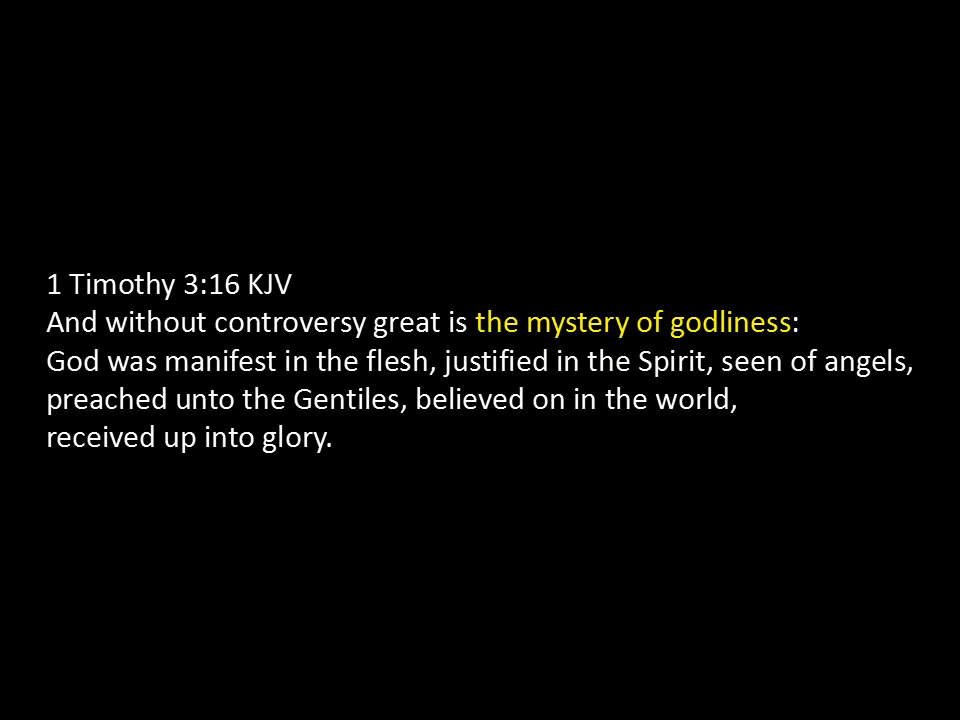 1 Timothy 3:16 KJV
And without controversy great is the mystery of godliness:
God was manifest in the flesh, justified in the Spirit, seen of angels,
preached unto the Gentiles, believed on in the world,
received up into glory.